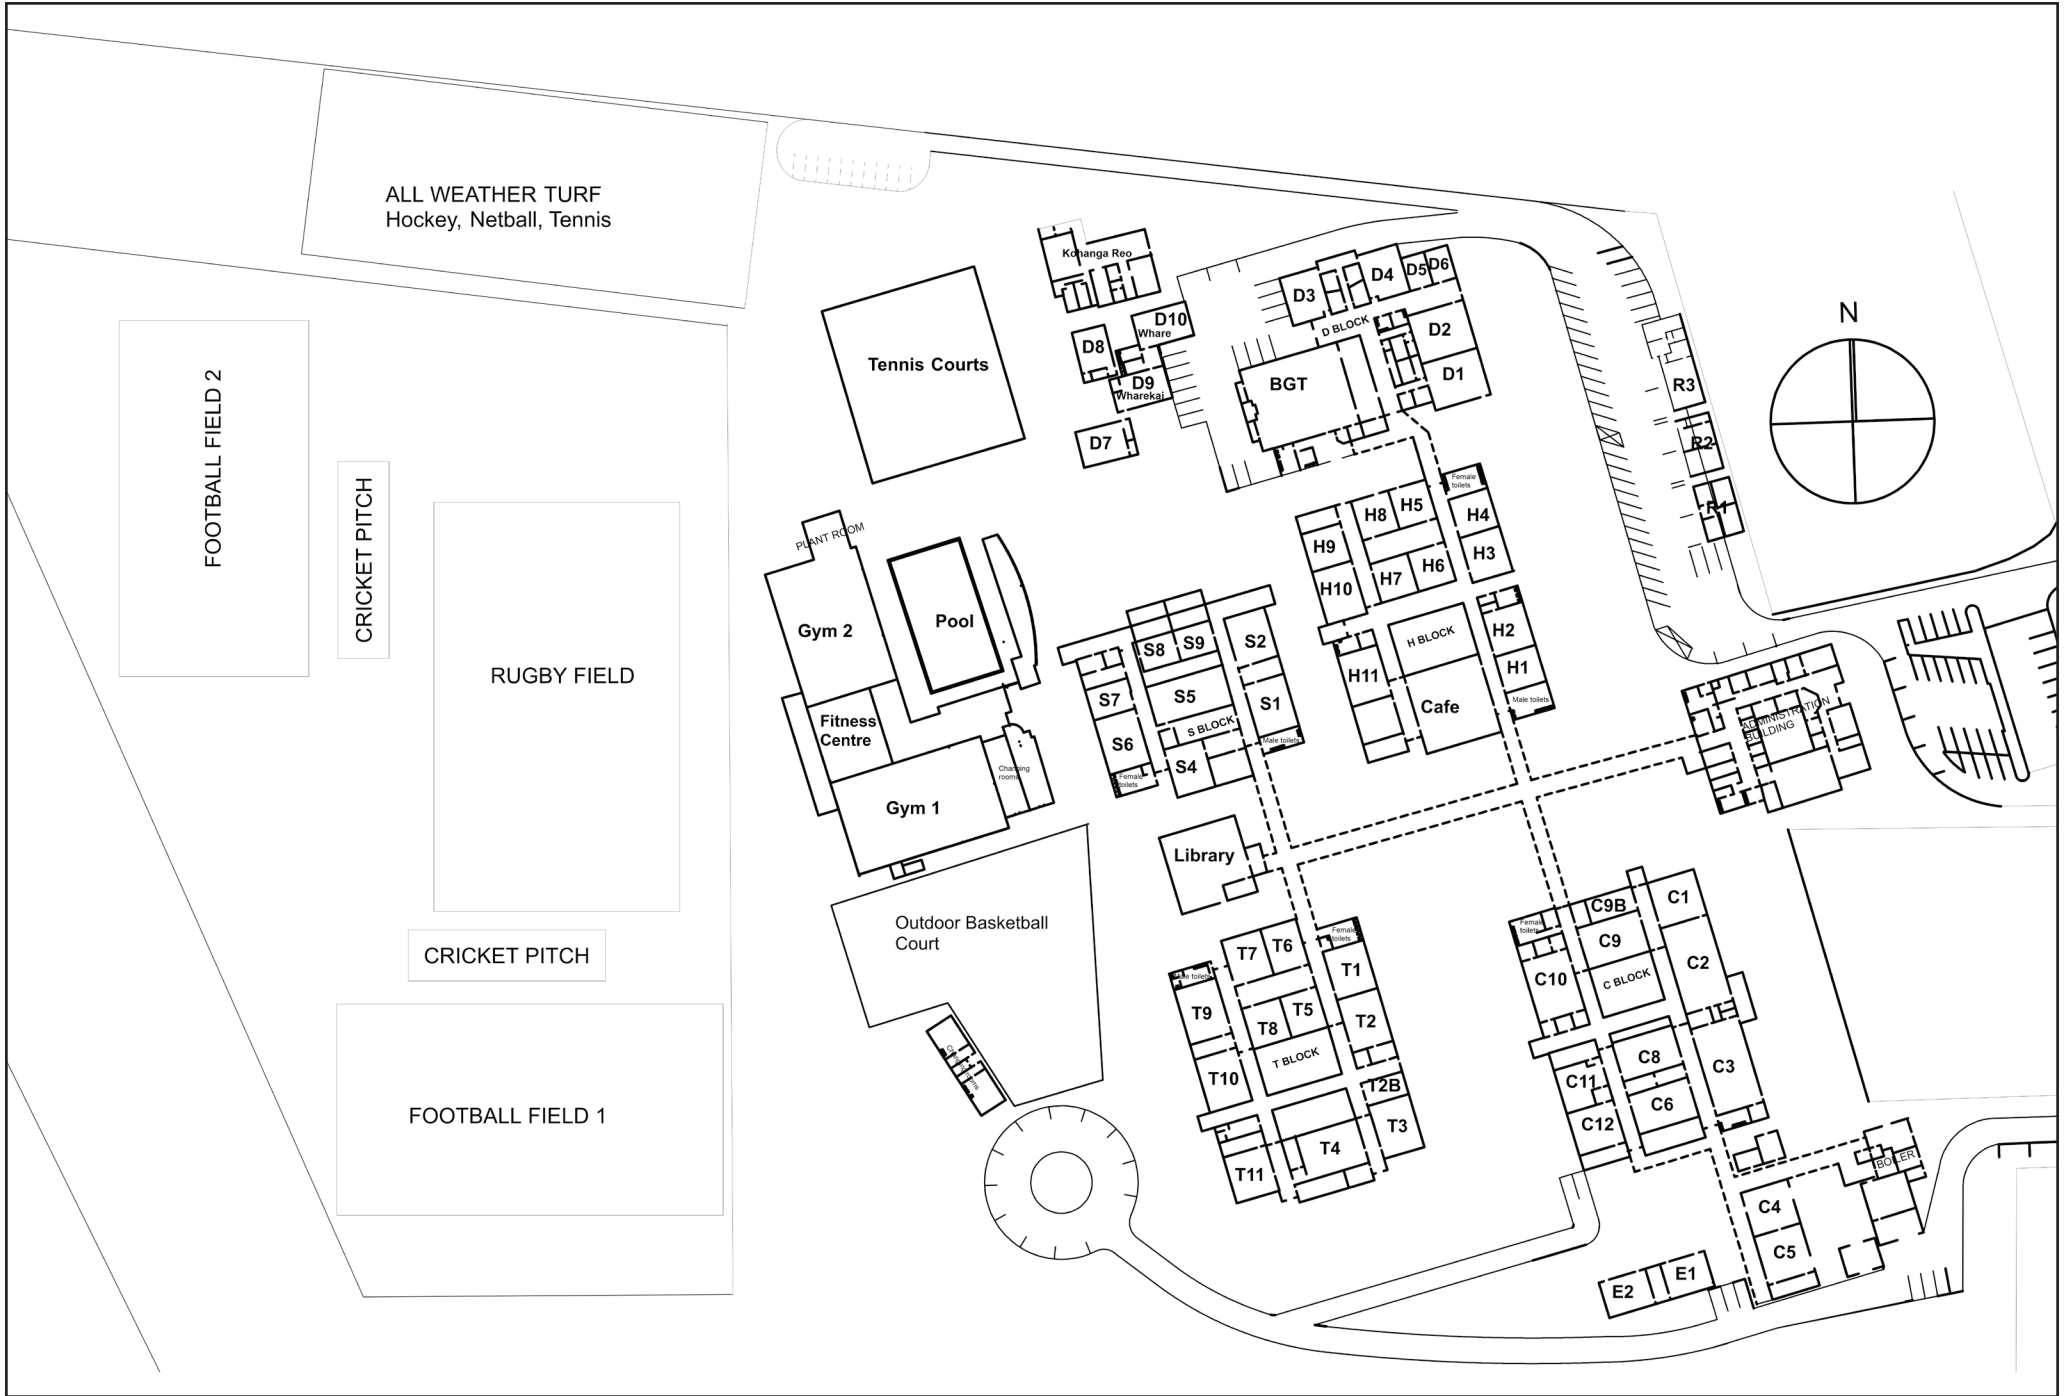 ALL WEATHER TURF
Hockey, Netball, Tennis
FOOTBALL FIELD 2
CRICKET PITCH
RUGBY FIELD
CRICKET PITCH
FOOTBALL FIELD 1
Kohanga Reo
D10
Whare
D8
D9
Wharekai
D7
Tennis Courts
D3
D4
D5
D6
D BLOCK
D2
D1
BGT
R3
R2
R1
N
PLANT ROOM
Gym 2
Pool
Fitness
Centre
Changing
rooms
Gym 1
Outdoor Basketball
Court
Changing rooms
S8
S9
S2
S7
S5
S1
S BLOCK
S6
S4
Male toilets
Female
toilets
Library
Female
toilets
H8
H5
H4
H9
H3
H7
H6
H10
H BLOCK
H2
H11
H1
Cafe
Male toilets
ADMINISTRATION
BUILDING
T7
T6
Female
toilets
Male toilets
T1
T9
T8
T5
T2
T BLOCK
T10
T2B
T3
T4
T11
C9B
C1
Female
toilets
C9
C10
C BLOCK
C2
C8
C11
C3
C6
C12
BOILER
C4
C5
E1
E2